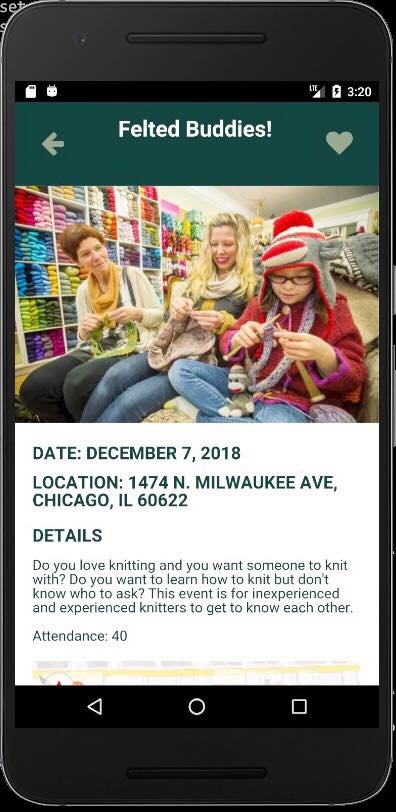 set
s
LTE 3:20
Felted Buddies!
DATE: DECEMBER 7, 2018
LOCATION: 1474 N. MILWAUKEE AVE,
CHICAGO, IL 60622
DETAILS
Do you love knitting and you want someone to knit
with? Do you want to learn how to knit but don't
know who to ask? This event is for inexperienced
and experienced knitters to get to know each other.
Attendance: 40